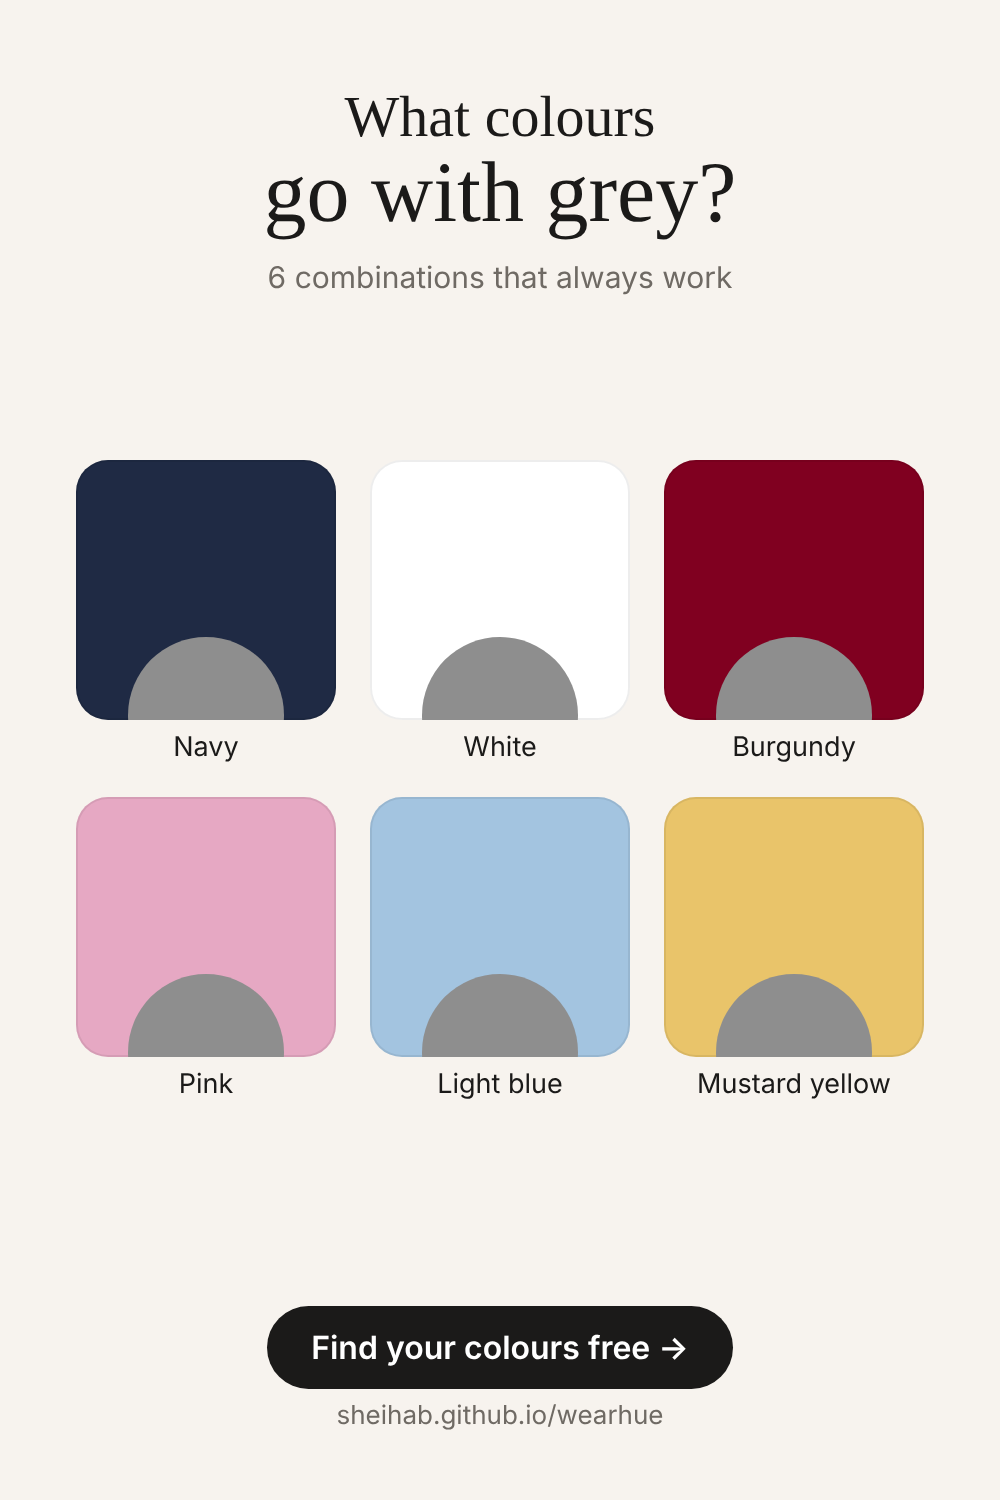 What colours
go with grey?
6 combinations that always work
Navy
White
Burgundy
Pink
Light blue
Mustard yellow
Find your colours free →
sheihab.github.io/wearhue